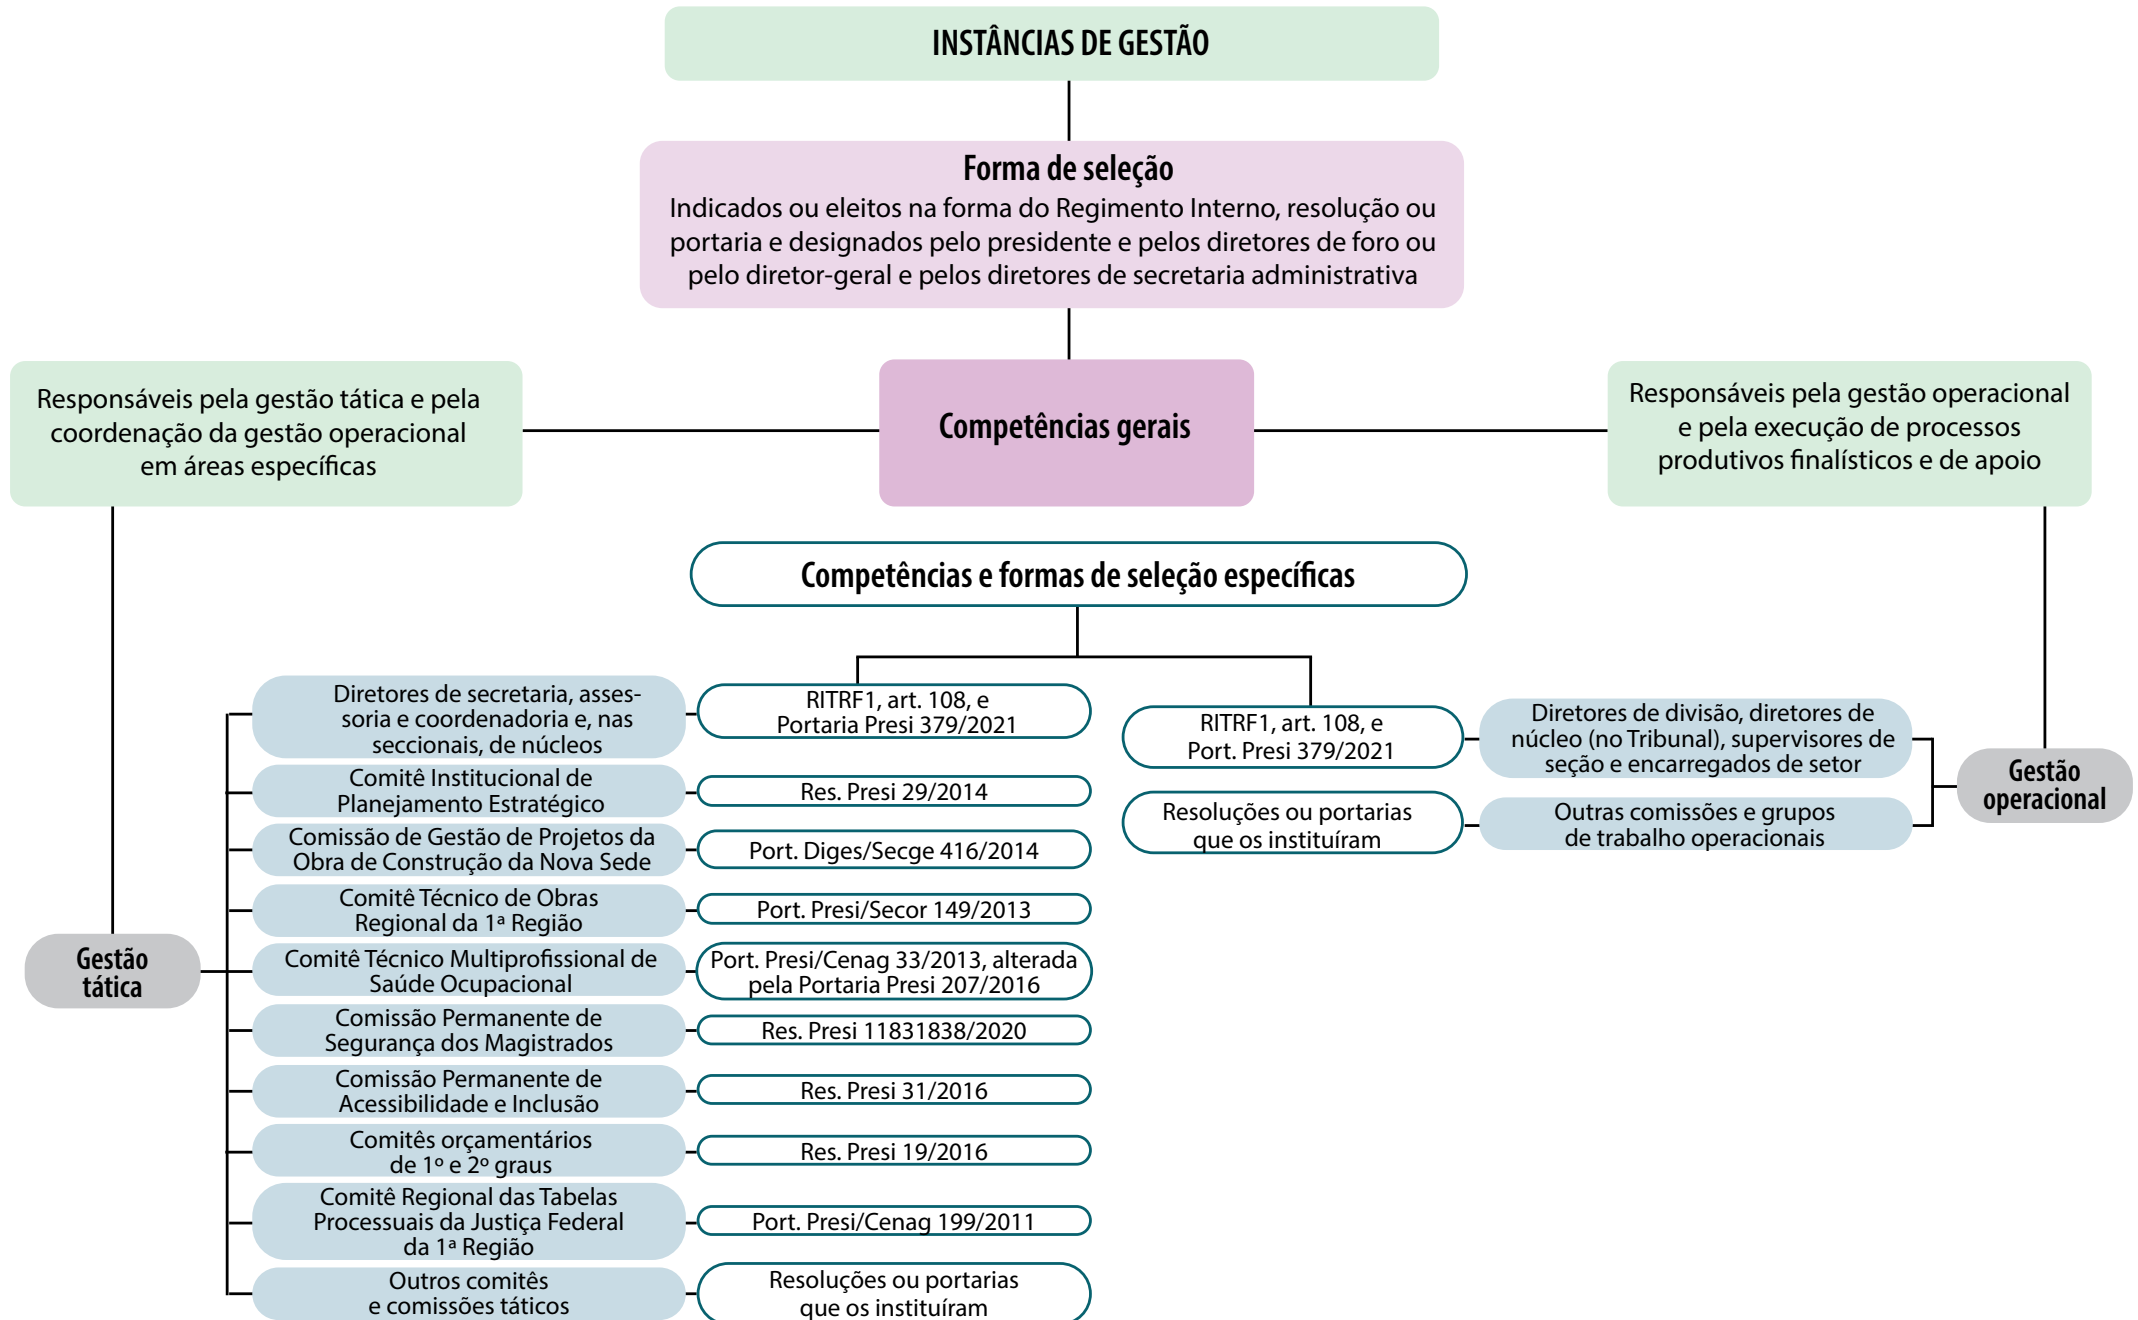 INSTÂNCIAS DE GESTÃO
Forma de seleção
Indicados ou eleitos na forma do Regimento Interno, resolução ou
portaria e designados pelo presidente e pelos diretores de foro ou
pelo diretor-geral e pelos diretores de secretaria administrativa
Responsáveis pela gestão tática e pela
coordenação da gestão operacional
em áreas específicas
Competências gerais
Responsáveis pela gestão operacional
e pela execução de processos
produtivos finalísticos e de apoio
Competências e formas de seleção específicas
Gestão
tática
Diretores de secretaria, asses-
soria e coordenadoria e, nas
seccionais, de núcleos
RITRF1, art. 108, e
Portaria Presi 379/2021
Comitê Institucional de
Planejamento Estratégico
Res. Presi 29/2014
Comissão de Gestão de Projetos da
Obra de Construção da Nova Sede
Port. Diges/Secge 416/2014
Comitê Técnico de Obras
Regional da 1ª Região
Port. Presi/Secor 149/2013
Comitê Técnico Multiprofissional de
Saúde Ocupacional
Port. Presi/Cenag 33/2013, alterada
pela Portaria Presi 207/2016
Comissão Permanente de
Segurança dos Magistrados
Res. Presi 11831838/2020
Comissão Permanente de
Acessibilidade e Inclusão
Res. Presi 31/2016
Comitês orçamentários
de 1º e 2º graus
Res. Presi 19/2016
Comitê Regional das Tabelas
Processuais da Justiça Federal
da 1ª Região
Port. Presi/Cenag 199/2011
Outros comitês
e comissões táticos
Resoluções ou portarias
que os instituíram
RITRF1, art. 108, e
Port. Presi 379/2021
Diretores de divisão, diretores de
núcleo (no Tribunal), supervisores de
seção e encarregados de setor
Resoluções ou portarias
que os instituíram
Outras comissões e grupos
de trabalho operacionais
Gestão
operacional